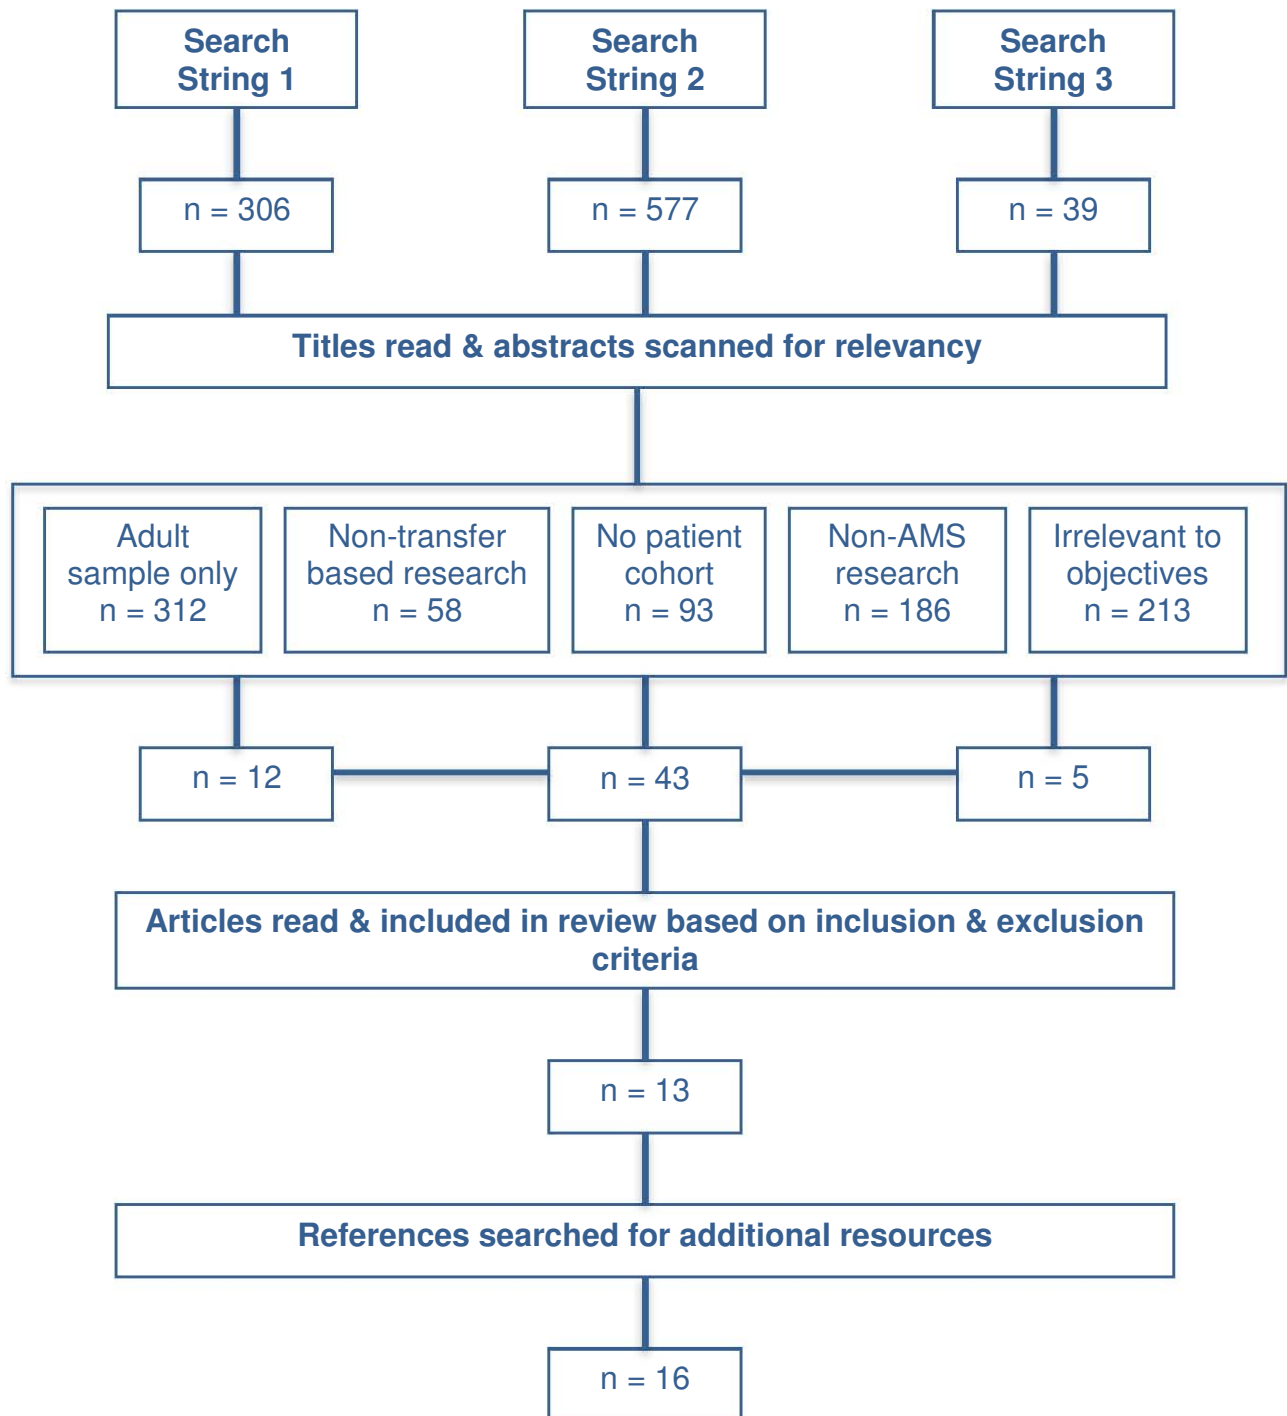 Search
String 1
Search
String 2
Search
String 3
n = 306
n = 577
n = 39
Titles read & abstracts scanned for relevancy
Adult
sample only
n = 312
Non-transfer
based research
n = 58
No patient
cohort
n = 93
Non-AMS
research
n = 186
Irrelevant to
objectives
n = 213
n = 12
n = 43
n = 5
Articles read & included in review based on inclusion & exclusion
criteria
n = 13
References searched for additional resources
n = 16